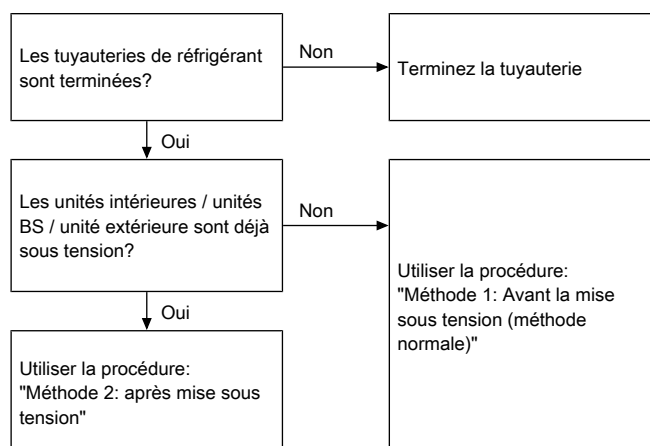 Les tuyauteries de réfrigérant
sont terminées?
Non
Terminez la tuyauterie
Oui
Les unités intérieures / unités
BS / unité extérieure sont déjà
sous tension?
Non
Utiliser la procédure:
"Méthode 1: Avant la mise
sous tension (méthode
normale)"
Oui
Utiliser la procédure:
"Méthode 2: après mise sous
tension"